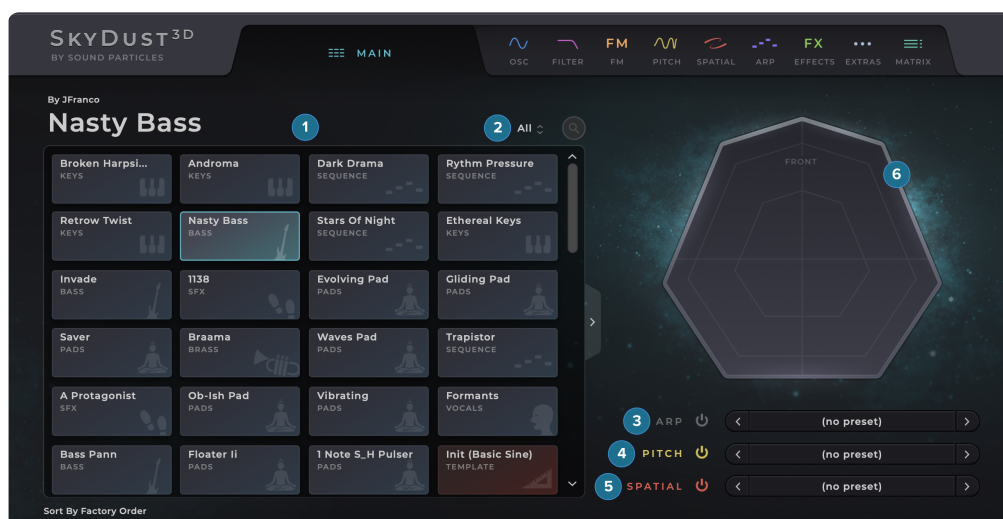 SKYDUST3D
BY SOUND PARTICLES
MAIN
OSC
FILTER
FM
FM
PITCH
SPATIAL
ARP
FX
EFFECTS
EXTRAS
MATRIX
By JFranco
Nasty Bass
1
2
All
Broken Harpsi...
KEYS
Androma
KEYS
Dark Drama
SEQUENCE
Rythm Pressure
SEQUENCE
Retrow Twist
KEYS
Nasty Bass
BASS
Stars Of Night
SEQUENCE
Ethereal Keys
KEYS
Invade
BASS
1138
SFX
Evolving Pad
PADS
Gliding Pad
PADS
Saver
PADS
Braama
BRASS
Waves Pad
PADS
Trapistor
SEQUENCE
A Protagonist
SFX
Ob-Ish Pad
PADS
Vibrating
PADS
Formants
VOCALS
Bass Pann
BASS
Floater Ii
PADS
1 Note S_H Pulser
PADS
Init (Basic Sine)
TEMPLATE
Sort By Factory Order
FRONT
6
3
ARP
(no preset)
4
PITCH
(no preset)
5
SPATIAL
(no preset)